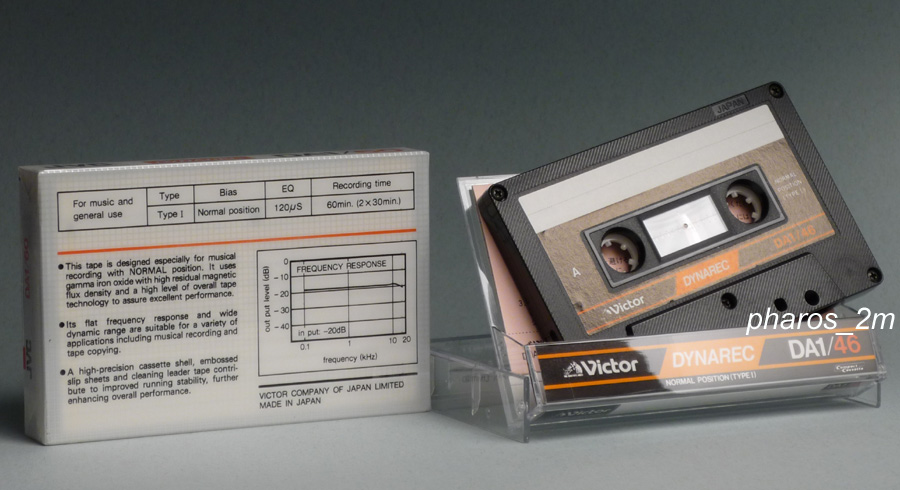 For music and general use
Type Bias EQ Recording time
Type I Normal position 120µS 60min. (2×30min.)
●This tape is designed especially for musical
recording with NORMAL position. It uses
gamma iron oxide with high residual magnetic
flux density and a high level of overall tape
technology to assure excellent performance.
●Its flat frequency response and wide
dynamic range are suitable for a variety of
applications including musical recording and
tape copying.
●A high-precision cassette shell, embossed
slip sheets and cleaning leader tape contri-
bute to improved running stability, further
enhancing overall performance.
FREQUENCY RESPONSE
out put level (dB)
0
-10
-20
-30
-40
in put: -20dB
0.1 1 10 20
frequency (kHz)
VICTOR COMPANY OF JAPAN LIMITED
MADE IN JAPAN
JVC
JAPAN
NORMAL
POSITION
(TYPE I)
A
Victor DYNAREC DA1/46
pharos_2m
Victor DYNAREC DA1/46
NORMAL POSITION (TYPE I)